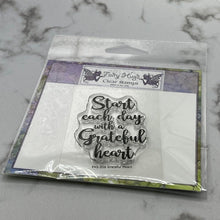 Fairy Hugs
Clear Stamps
Start
each day
with a
Grateful
heart